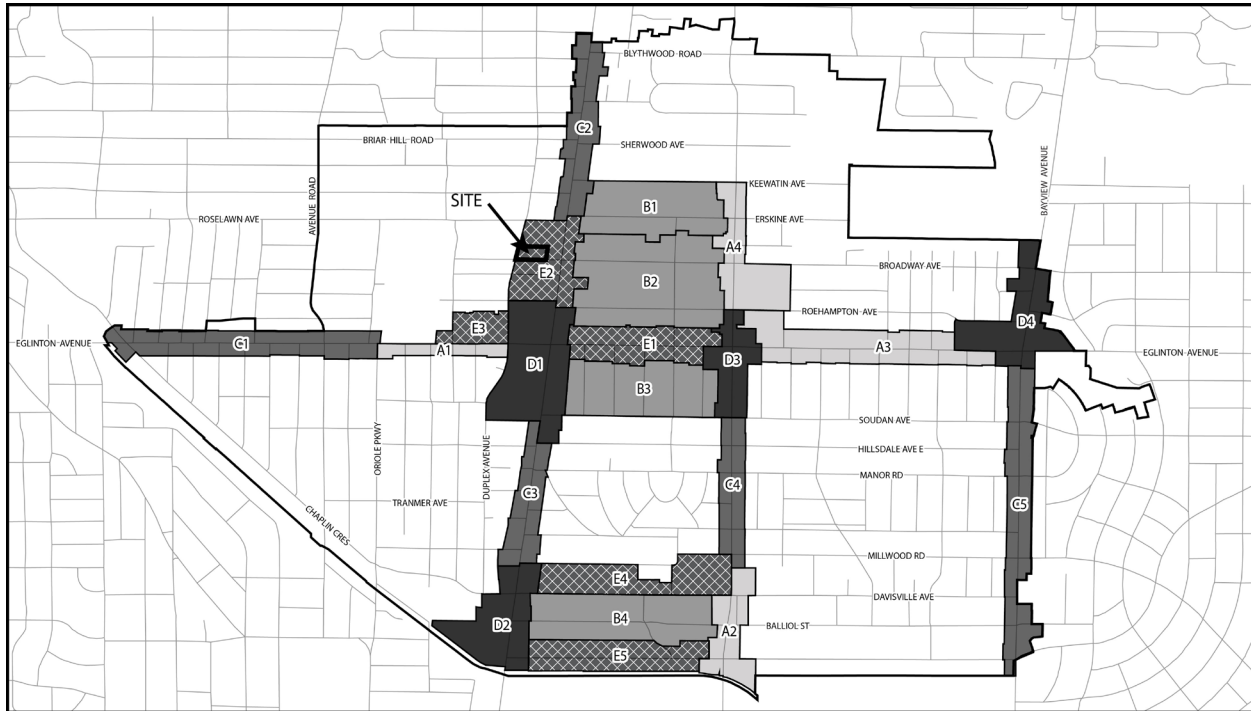 BLYTHWOOD ROAD
C2
BRIAR HILL ROAD
SHERWOOD AVE
KEEWATIN AVE
BAYVIEW AVENUE
AVENUE ROAD
SITE
B1
ROSELAWN AVE
ERSKINE AVE
A4
BROADWAY AVE
E2
B2
ROEHAMPTON AVE
D4
E3
EGLINTON AVENUE
C1
A1
E1
A3
EGLINTON AVENUE
D1
D3
B3
SOUDAN AVE
ORIOLE PKWY
DUPLEX AVENUE
HILLSDALE AVE E
MANOR RD
C3
C4
TRANMER AVE
C5
CHAPLIN CRES
MILLWOOD RD
E4
DAVISVILLE AVE
D2
B4
A2
BALLIOL ST
E5